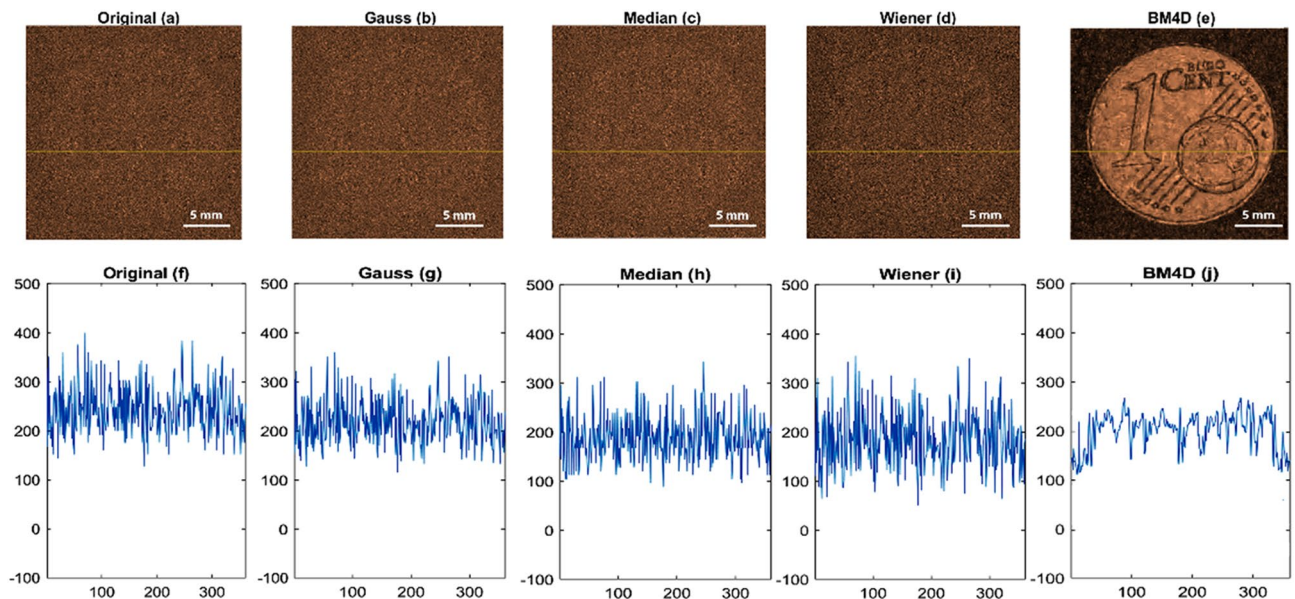 Original (a) Gauss (b) Median (c) Wiener (d) BM4D (e)
1 EURO
CENT
5 mm 5 mm 5 mm 5 mm 5 mm
Original (f) Gauss (g) Median (h) Wiener (i) BM4D (j)
500 500 500 500 500
400 400 400 400 400
300 300 300 300 300
200 200 200 200 200
100 100 100 100 100
0 0 0 0 0
-100 -100 -100 -100 -100
100 200 300 100 200 300 100 200 300 100 200 300 100 200 300